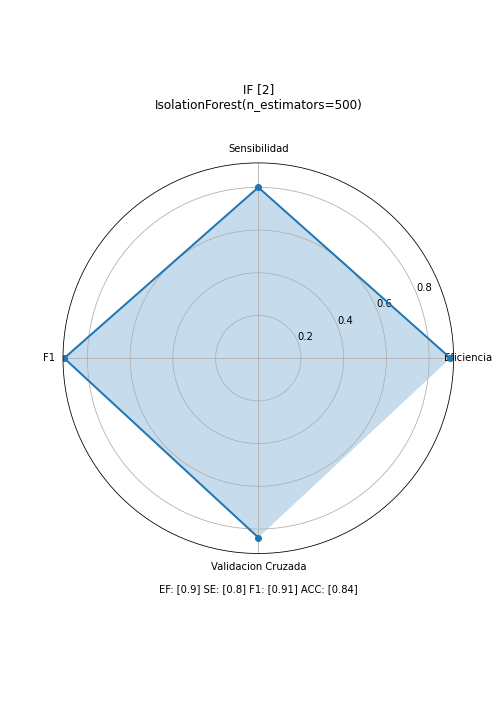 IF [2]
IsolationForest(n_estimators=500)
Sensibilidad
0.8
0.6
0.4
0.2
F1
Eficiencia
Validacion Cruzada
EF: [0.9] SE: [0.8] F1: [0.91] ACC: [0.84]